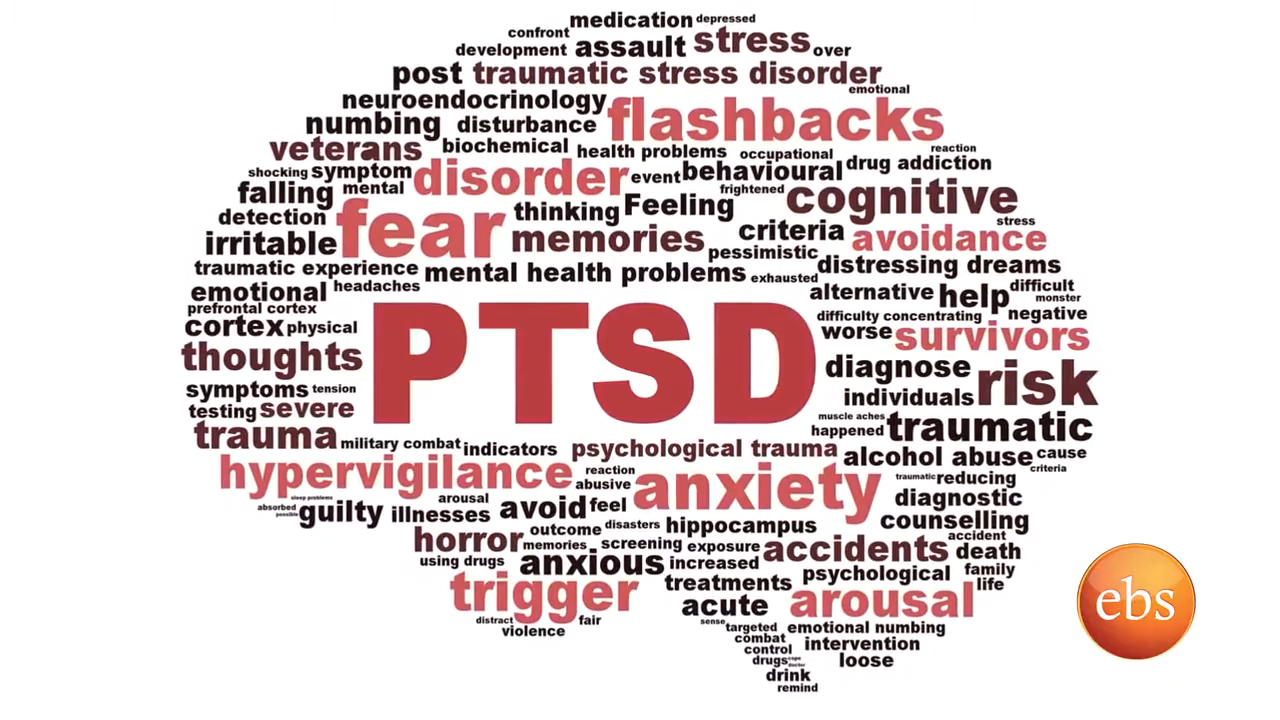 medication depressed
confront
development assault stress over
post traumatic stress disorder
emotional
neuroendocrinology flashbacks
numbing disturbance
veterans biochemical health problems occupational reaction
shocking symptom disorder event behavioural drug addiction
falling mental frightened cognitive
detection fear thinking Feeling stress
irritable memories criteria avoidance
pessimistic
traumatic experience mental health problems exhausted distressing dreams
emotional headaches alternative help difficult
monster
prefrontal cortex difficulty concentrating negative
cortex physical PTSD worse survivors
thoughts diagnose risk
symptoms tension individuals
testing severe muscle aches
trauma military combat indicators happened traumatic
psychological trauma alcohol abuse cause
criteria
hypervigilance reaction anxiety traumatic reducing
abusive
sleep problems arousal diagnostic
absorbed guilty illnesses avoid feel
possible
outcome disasters hippocampus counselling
horror memories screening exposure accidents accident
death
using drugs anxious increased family
trigger treatments psychological life
acute arousal
distract fair sense targeted emotional numbing
violence combat intervention
control
drugs cope loose
doctor
drink
remind
ebs